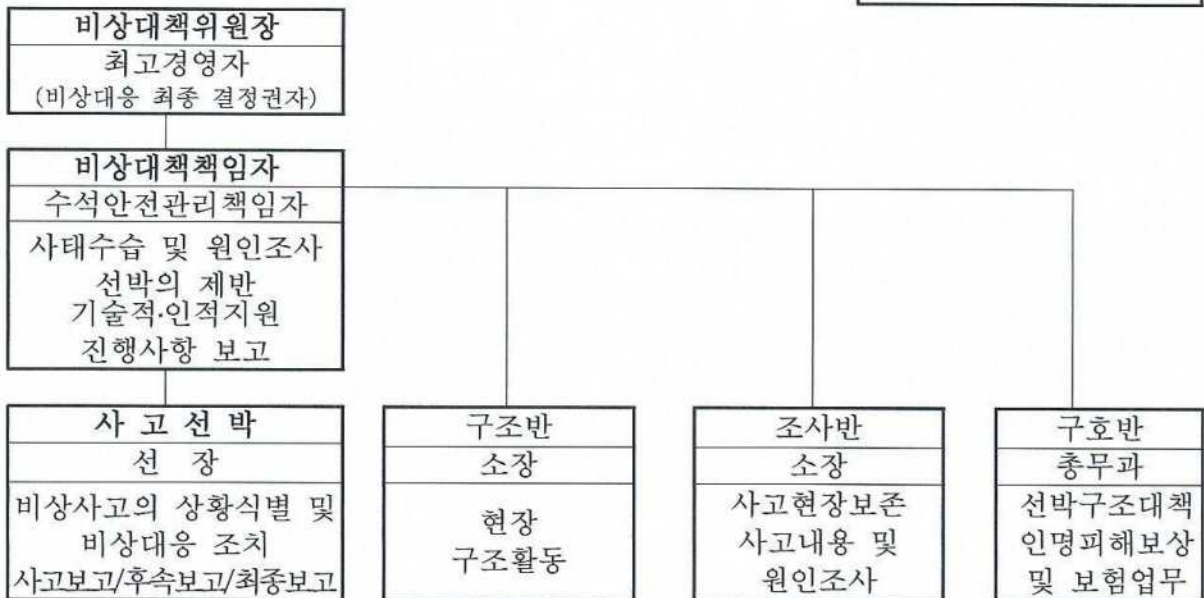 비상대책위원장
최고경영자
(비상대응 최종 결정권자)
비상대책책임자
수석안전관리책임자
사태수습 및 원인조사
선박의 제반
기술적·인적지원
진행사항 보고
사 고 선 박
선 장
비상사고의 상황식별 및
비상대응 조치
사고보고/후속보고/최종보고
구조반
소장
현장
구조활동
조사반
소장
사고현장보존
사고내용 및
원인조사
구호반
총무과
선박구조대책
인명피해보상
및 보험업무